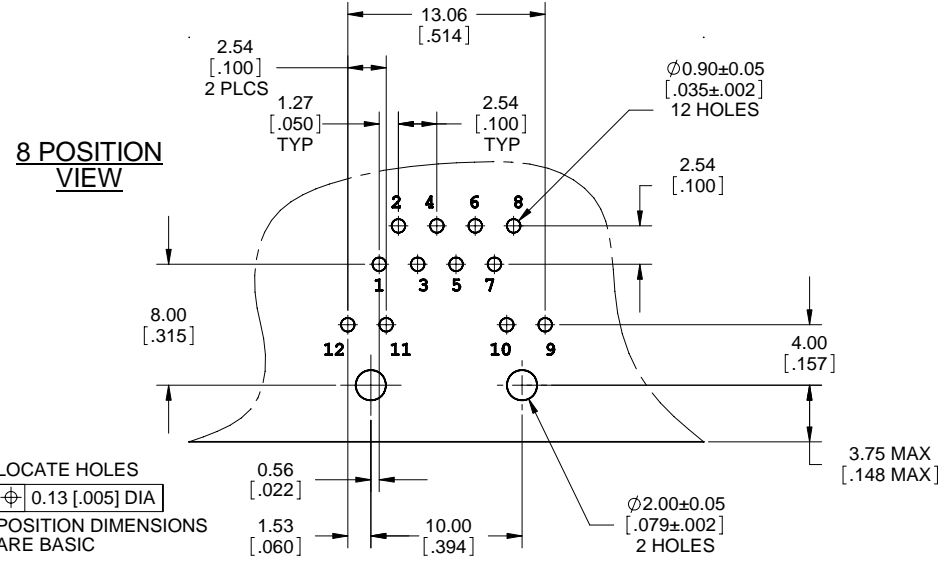 13.06
[.514]
2.54
[.100]
2 PLCS
1.27
[.050]
TYP
2.54
[.100]
TYP
∅0.90±0.05
[.035±.002]
12 HOLES
8 POSITION
VIEW
2.54
[.100]
2 4 6 8
1 3 5 7
8.00
[.315]
12 11 10 9
4.00
[.157]
3.75 MAX
[.148 MAX]
LOCATE HOLES
⌖ 0.13 [.005] DIA
POSITION DIMENSIONS
ARE BASIC
0.56
[.022]
1.53
[.060]
10.00
[.394]
∅2.00±0.05
[.079±.002]
2 HOLES